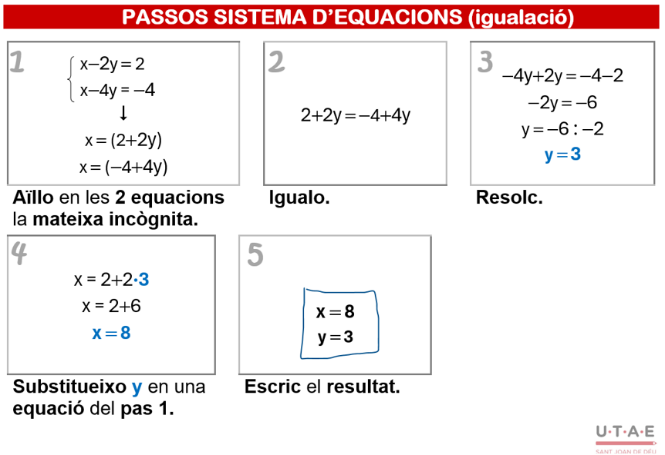 PASSOS SISTEMA D'EQUACIONS (igualació)
1
x−2y=2
x−4y=−4
↓
x=(2+2y)
x=(−4+4y)
Aïllo en les 2 equacions
la mateixa incògnita.
2
2+2y=−4+4y
Igualo.
3
−4y+2y=−4−2
−2y=−6
y=−6:−2
y=3
Resolc.
4
x = 2+2·3
x = 2+6
x=8
Substitueixo y en una
equació del pas 1.
5
x=8
y=3
Escric el resultat.
U·T·A·E
SANT JOAN DE DÉU